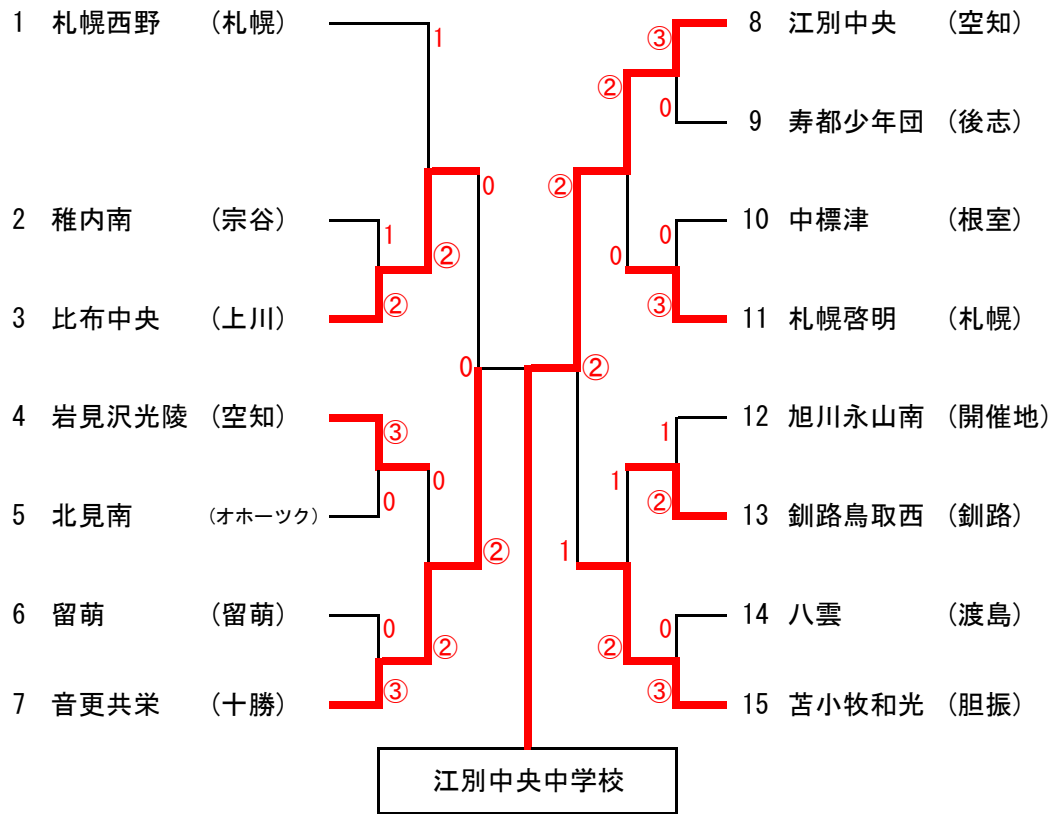 1 札幌西野 (札幌)
1
2 稚内南 (宗谷)
1
②
3 比布中央 (上川)
②
0
0
4 岩見沢光陵 (空知)
③
0
5 北見南 (オホーツク)
0
②
6 留萌 (留萌)
0
②
7 音更共栄 (十勝)
③
8 江別中央 (空知)
③
②
9 寿都少年団 (後志)
0
②
10 中標津 (根室)
0
0
11 札幌啓明 (札幌)
③
②
12 旭川永山南 (開催地)
1
1
13 釧路鳥取西 (釧路)
②
1
14 八雲 (渡島)
0
②
15 苫小牧和光 (胆振)
③
江別中央中学校